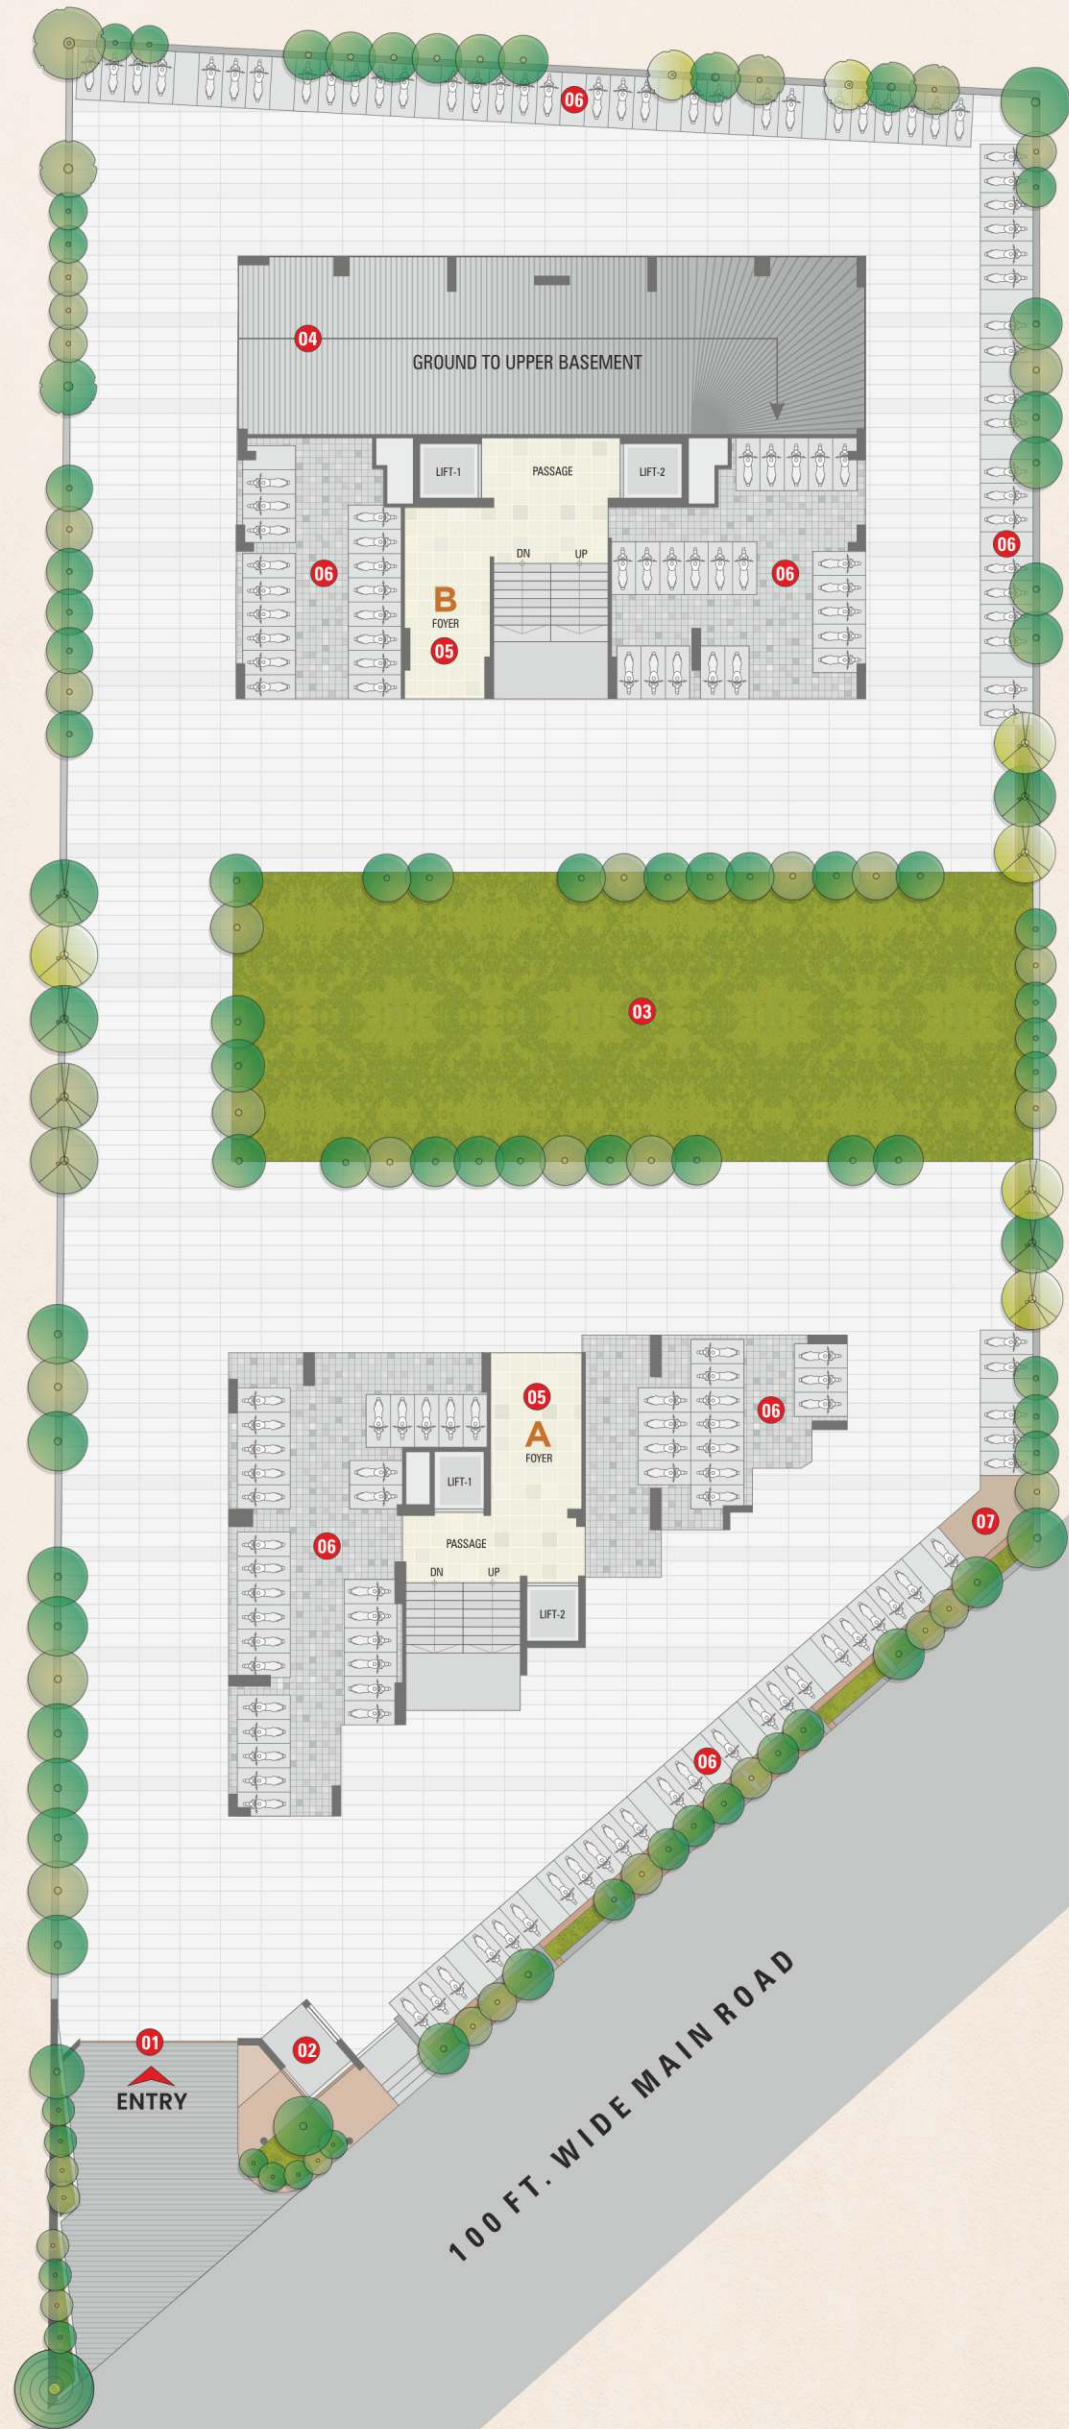 06
04
GROUND TO UPPER BASEMENT
LIFT-1
PASSAGE
LIFT-2
06
DN
UP
06
06
B
FOYER
05
03
05
A
FOYER
06
LIFT-1
07
06
PASSAGE
DN
UP
LIFT-2
06
01
02
ENTRY
100 FT. WIDE MAIN ROAD